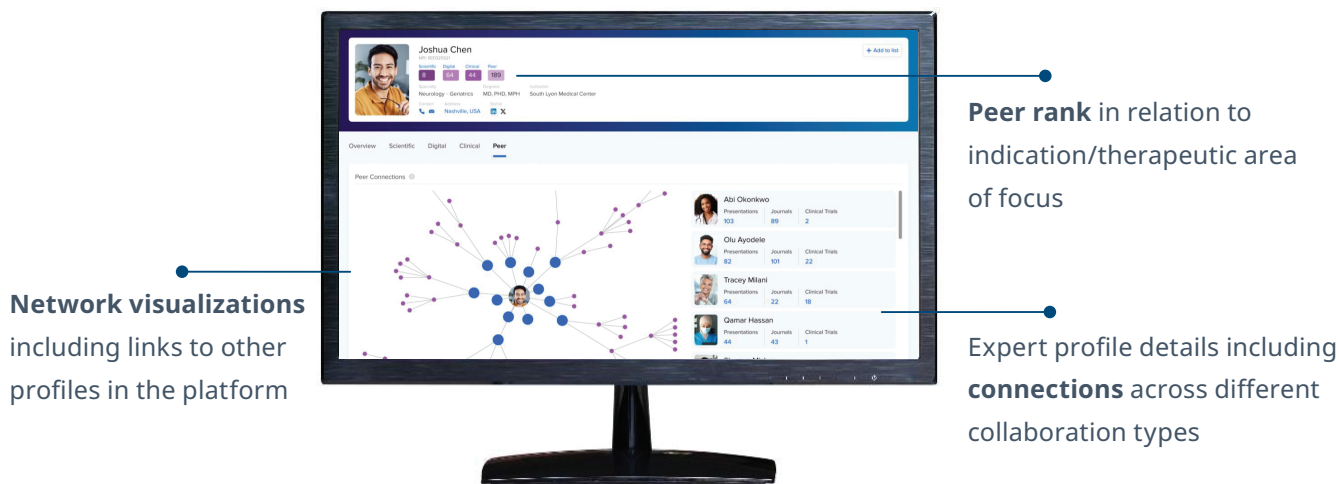 Joshua Chen
+ Add to list
Scientific Digital Clinical Peer
8 64 44 189
Neurology - Geriatrics MD, PHD, MPH South Lyon Medical Center
Nashville, USA
Overview Scientific Digital Clinical Peer
Peer Connections
Abi Okonkwo
Presentations Journals Clinical Trials
103 89 2
Olu Ayodele
Presentations Journals Clinical Trials
82 101 22
Tracey Milani
Presentations Journals Clinical Trials
64 22 18
Qamar Hassan
Presentations Journals Clinical Trials
44 43 1
Peer rank in relation to
indication/therapeutic area
of focus
Network visualizations
including links to other
profiles in the platform
Expert profile details including
connections across different
collaboration types